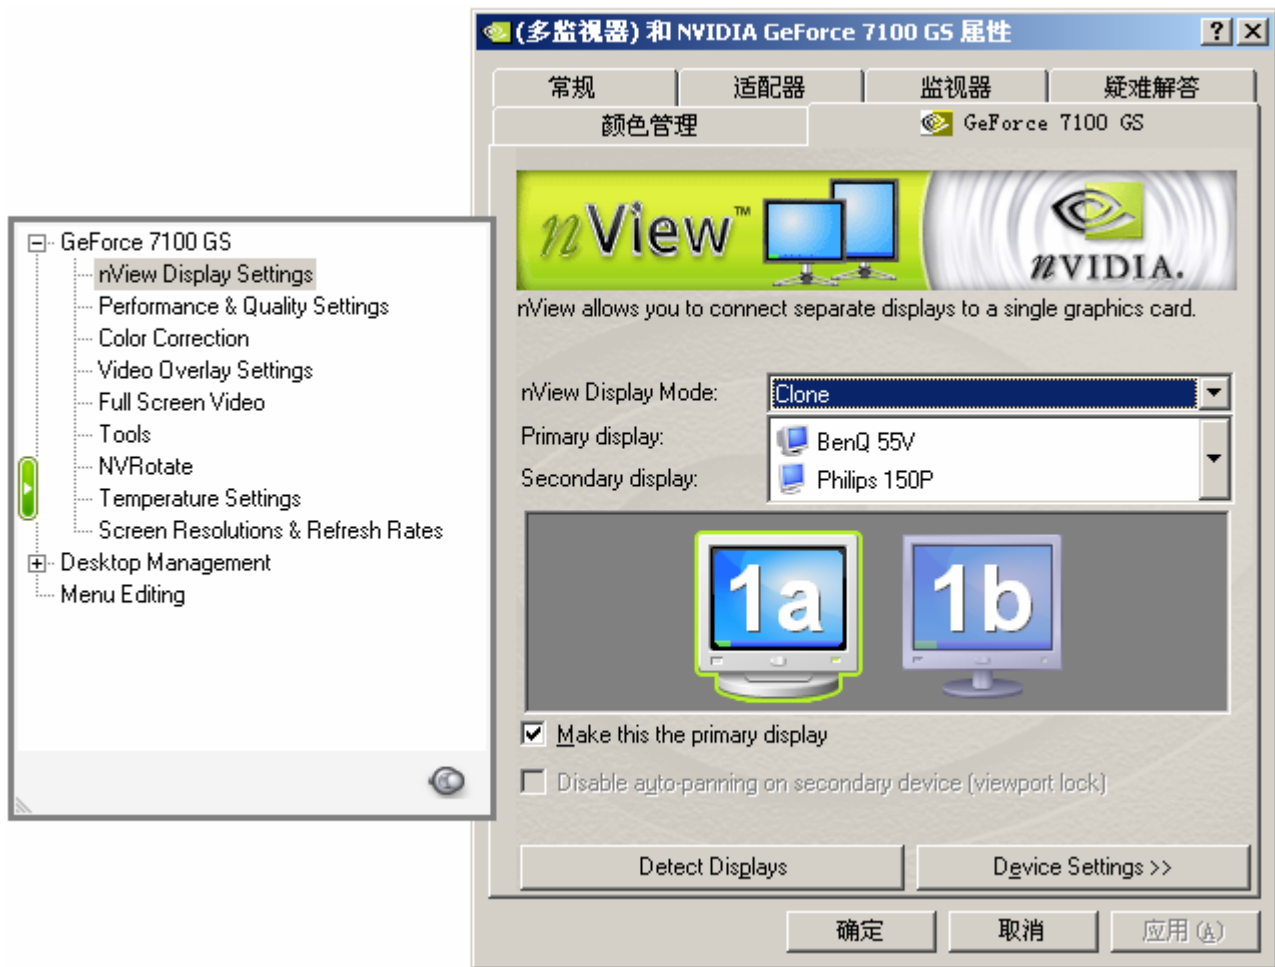 (多监视器) 和 NVIDIA GeForce 7100 GS 属性
常规 适配器 监视器 疑难解答
颜色管理 GeForce 7100 GS
nView™
nVIDIA.
nView allows you to connect separate displays to a single graphics card.
nView Display Mode: Clone
Primary display: BenQ 55V
Secondary display: Philips 150P
1a 1b
Make this the primary display
Disable auto-panning on secondary device (viewport lock)
Detect Displays Device Settings >>
确定 取消 应用(A)
GeForce 7100 GS
nView Display Settings
Performance & Quality Settings
Color Correction
Video Overlay Settings
Full Screen Video
Tools
NVRotate
Temperature Settings
Screen Resolutions & Refresh Rates
Desktop Management
Menu Editing